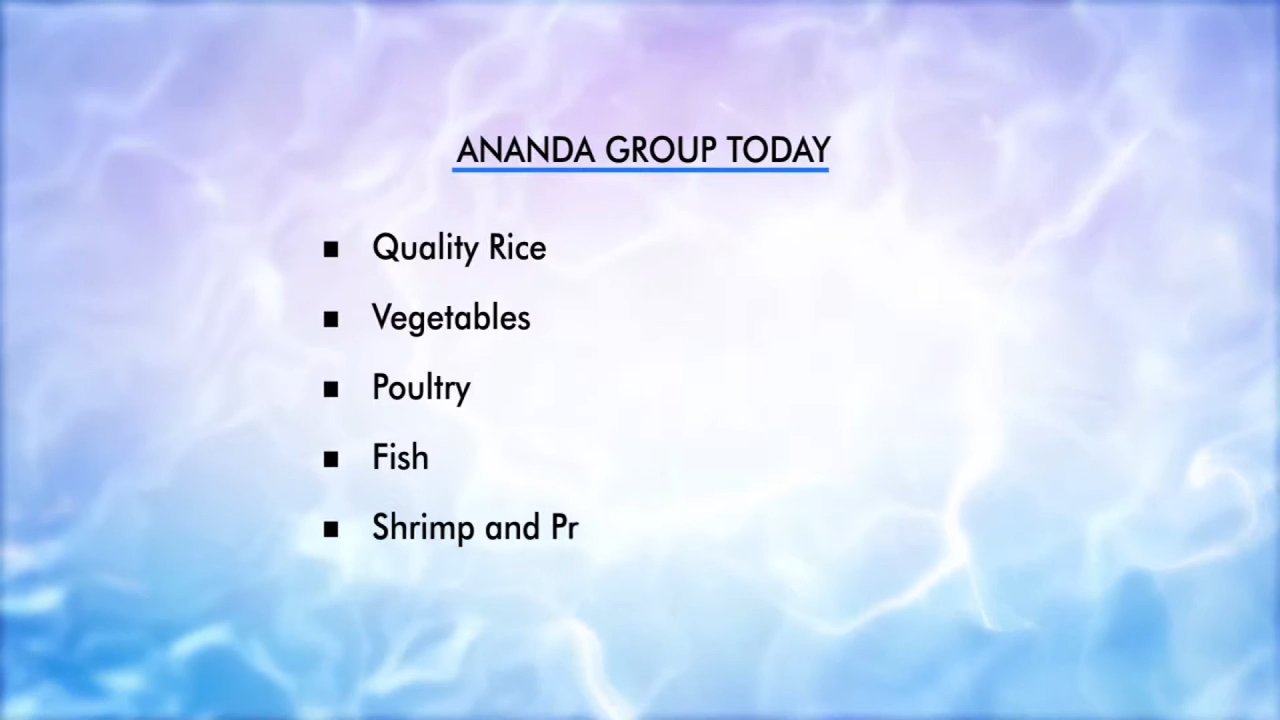 ANANDA GROUP TODAY
▪ Quality Rice
▪ Vegetables
▪ Poultry
▪ Fish
▪ Shrimp and Pr